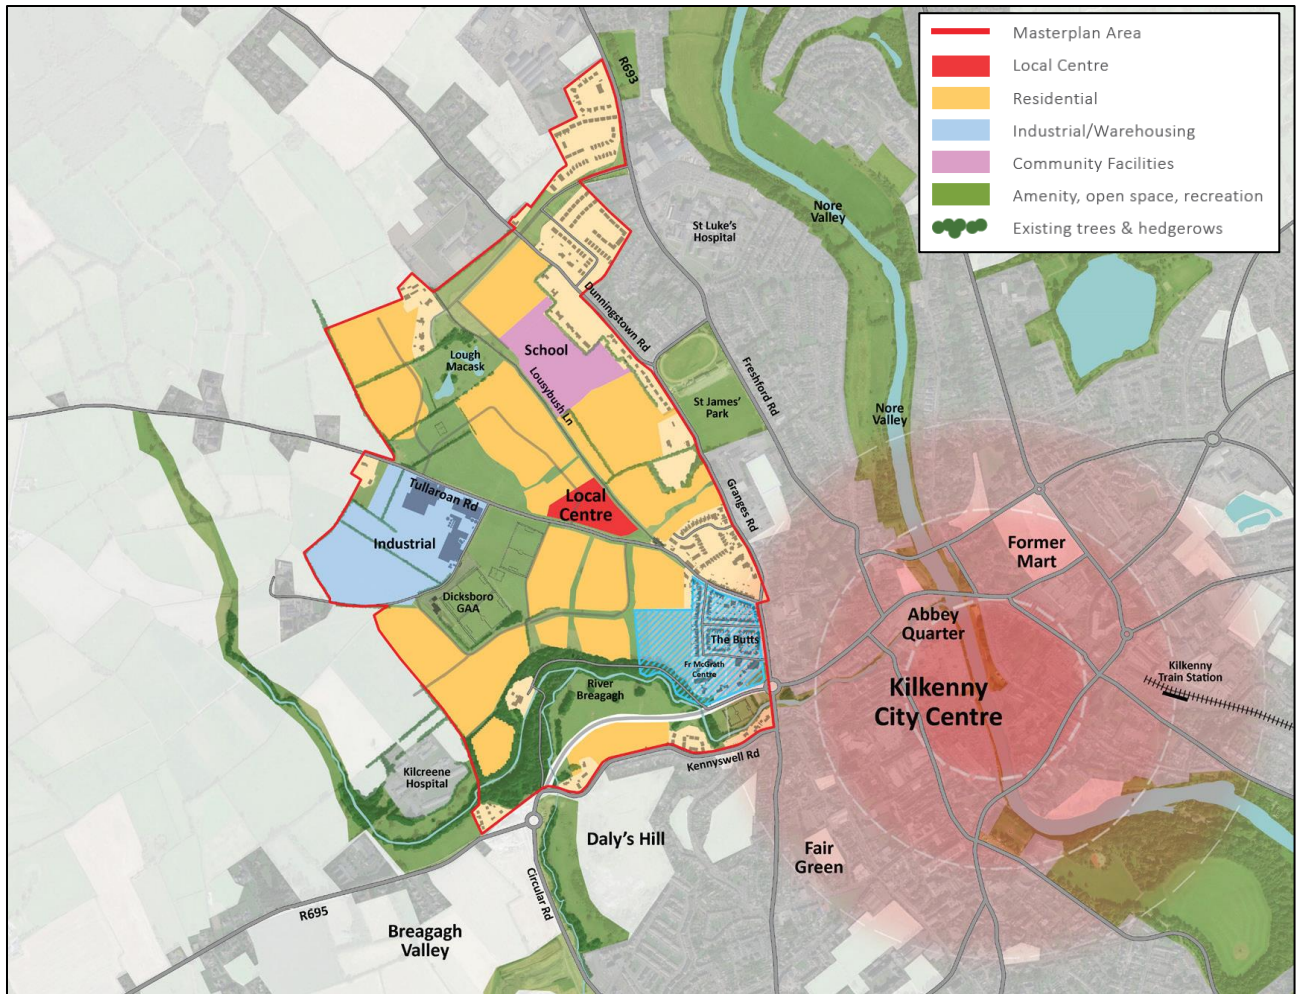 Masterplan Area
Local Centre
Residential
Industrial/Warehousing
Community Facilities
Amenity, open space, recreation
Existing trees & hedgerows
R693
Nore
Valley
St Luke's
Hospital
Dunningstown Rd
School
Lough
Macask
Lousybush Ln
Freshford Rd
St James'
Park
Nore
Valley
Tullaroan Rd
Local
Centre
Granges Rd
Industrial
Former
Mart
Dicksboro
GAA
Abbey
Quarter
The Butts
Fr McGrath
Centre
Kilkenny
Train Station
River
Breagagh
Kilkenny
City Centre
Kennyswell Rd
Kilcreene
Hospital
Daly's Hill
Fair
Green
Circular Rd
R695
Breagagh
Valley